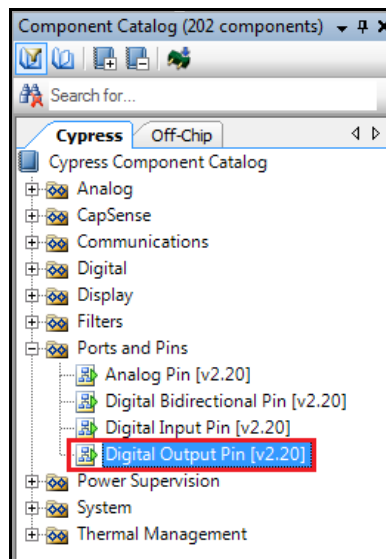 Component Catalog (202 components)
Search for...
Cypress Off-Chip
Cypress Component Catalog
Analog
CapSense
Communications
Digital
Display
Filters
Ports and Pins
Analog Pin [v2.20]
Digital Bidirectional Pin [v2.20]
Digital Input Pin [v2.20]
Digital Output Pin [v2.20]
Power Supervision
System
Thermal Management